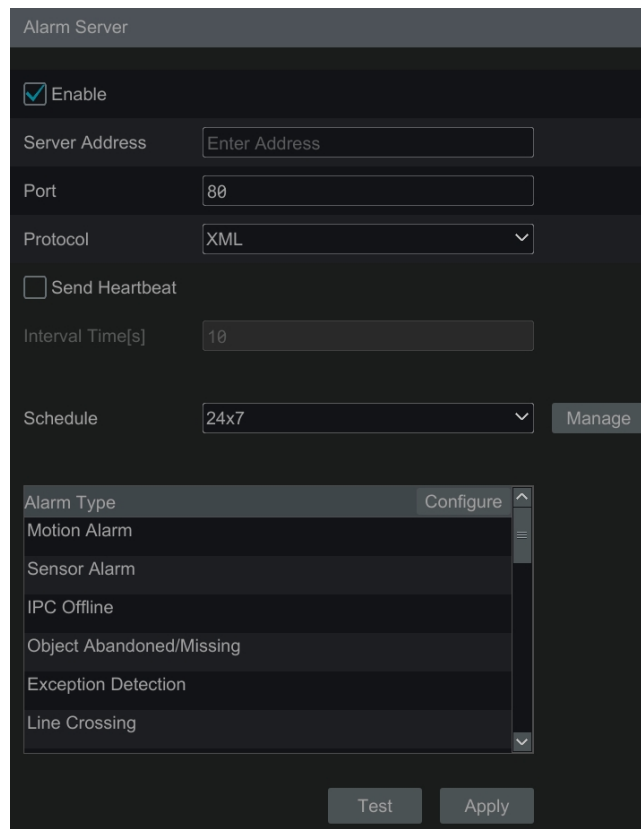 Alarm Server
Enable
Server Address Enter Address
Port 80
Protocol XML
Send Heartbeat
Interval Time[s] 10
Schedule 24x7 Manage
Alarm Type Configure
Motion Alarm
Sensor Alarm
IPC Offline
Object Abandoned/Missing
Exception Detection
Line Crossing
Test Apply